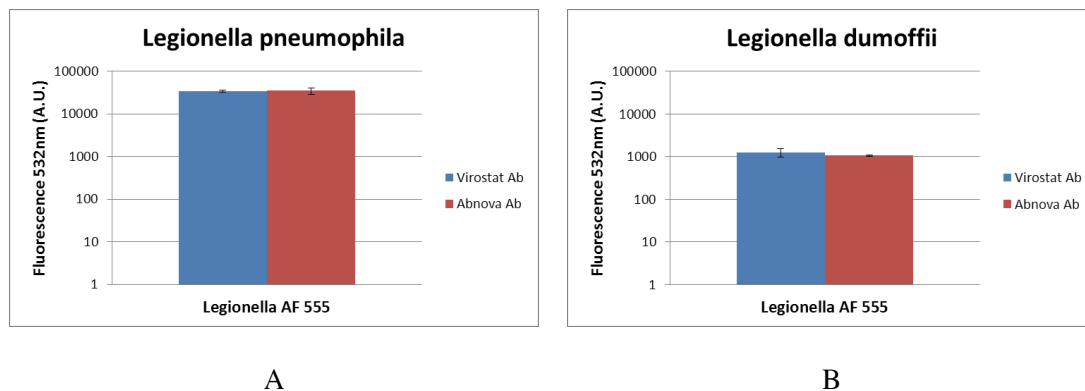 Legionella pneumophila
Fluorescence 532nm (A.U.)
100000
10000
1000
100
10
1
Legionella AF 555
Virostat Ab
Abnova Ab
A
Legionella dumoffii
Fluorescence 532nm (A.U.)
100000
10000
1000
100
10
1
Legionella AF 555
Virostat Ab
Abnova Ab
B